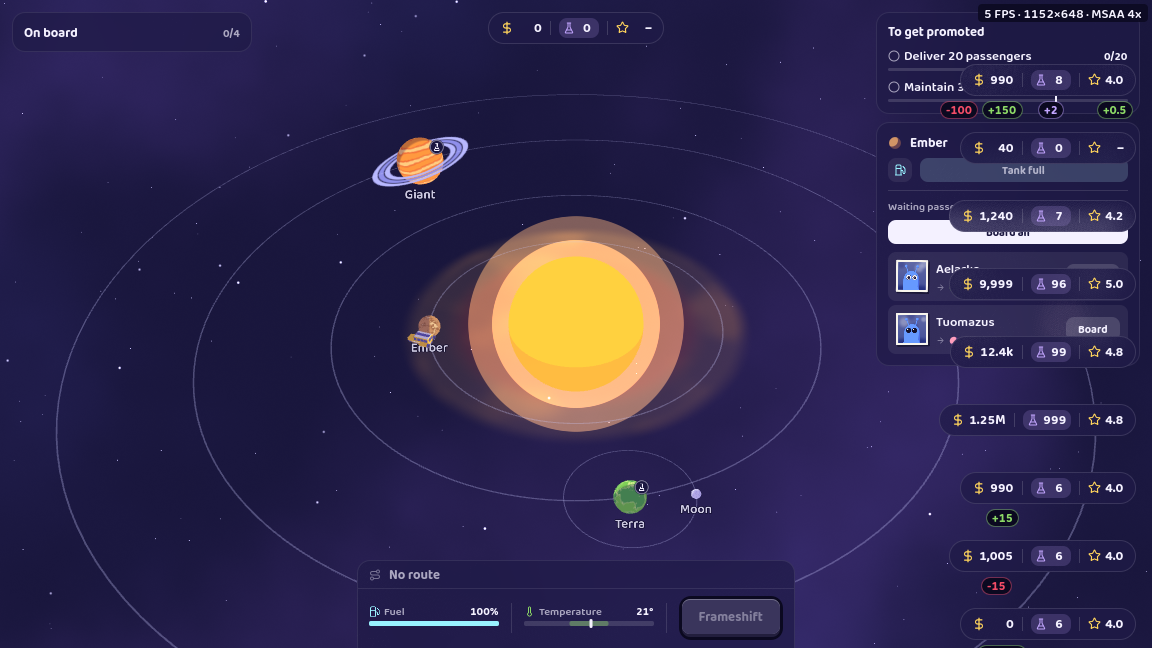 5 FPS · 1152×648 · MSAA 4x
On board 0/4
$ 0 0 –
To get promoted
Deliver 20 passengers 0/20
Maintain
$ 990 8 4.0
-100 +150 +2 +0.5
Ember
$ 40 0 –
Tank full
Waiting
$ 1,240 7 4.2
Board all
$ 9,999 96 5.0
Tuomazus
Board
$ 12.4k 99 4.8
$ 1.25M 999 4.8
$ 990 6 4.0
+15
$ 1,005 6 4.0
-15
$ 0 6 4.0
Giant
Ember
Terra
Moon
No route
Fuel 100%
Temperature 21°
Frameshift